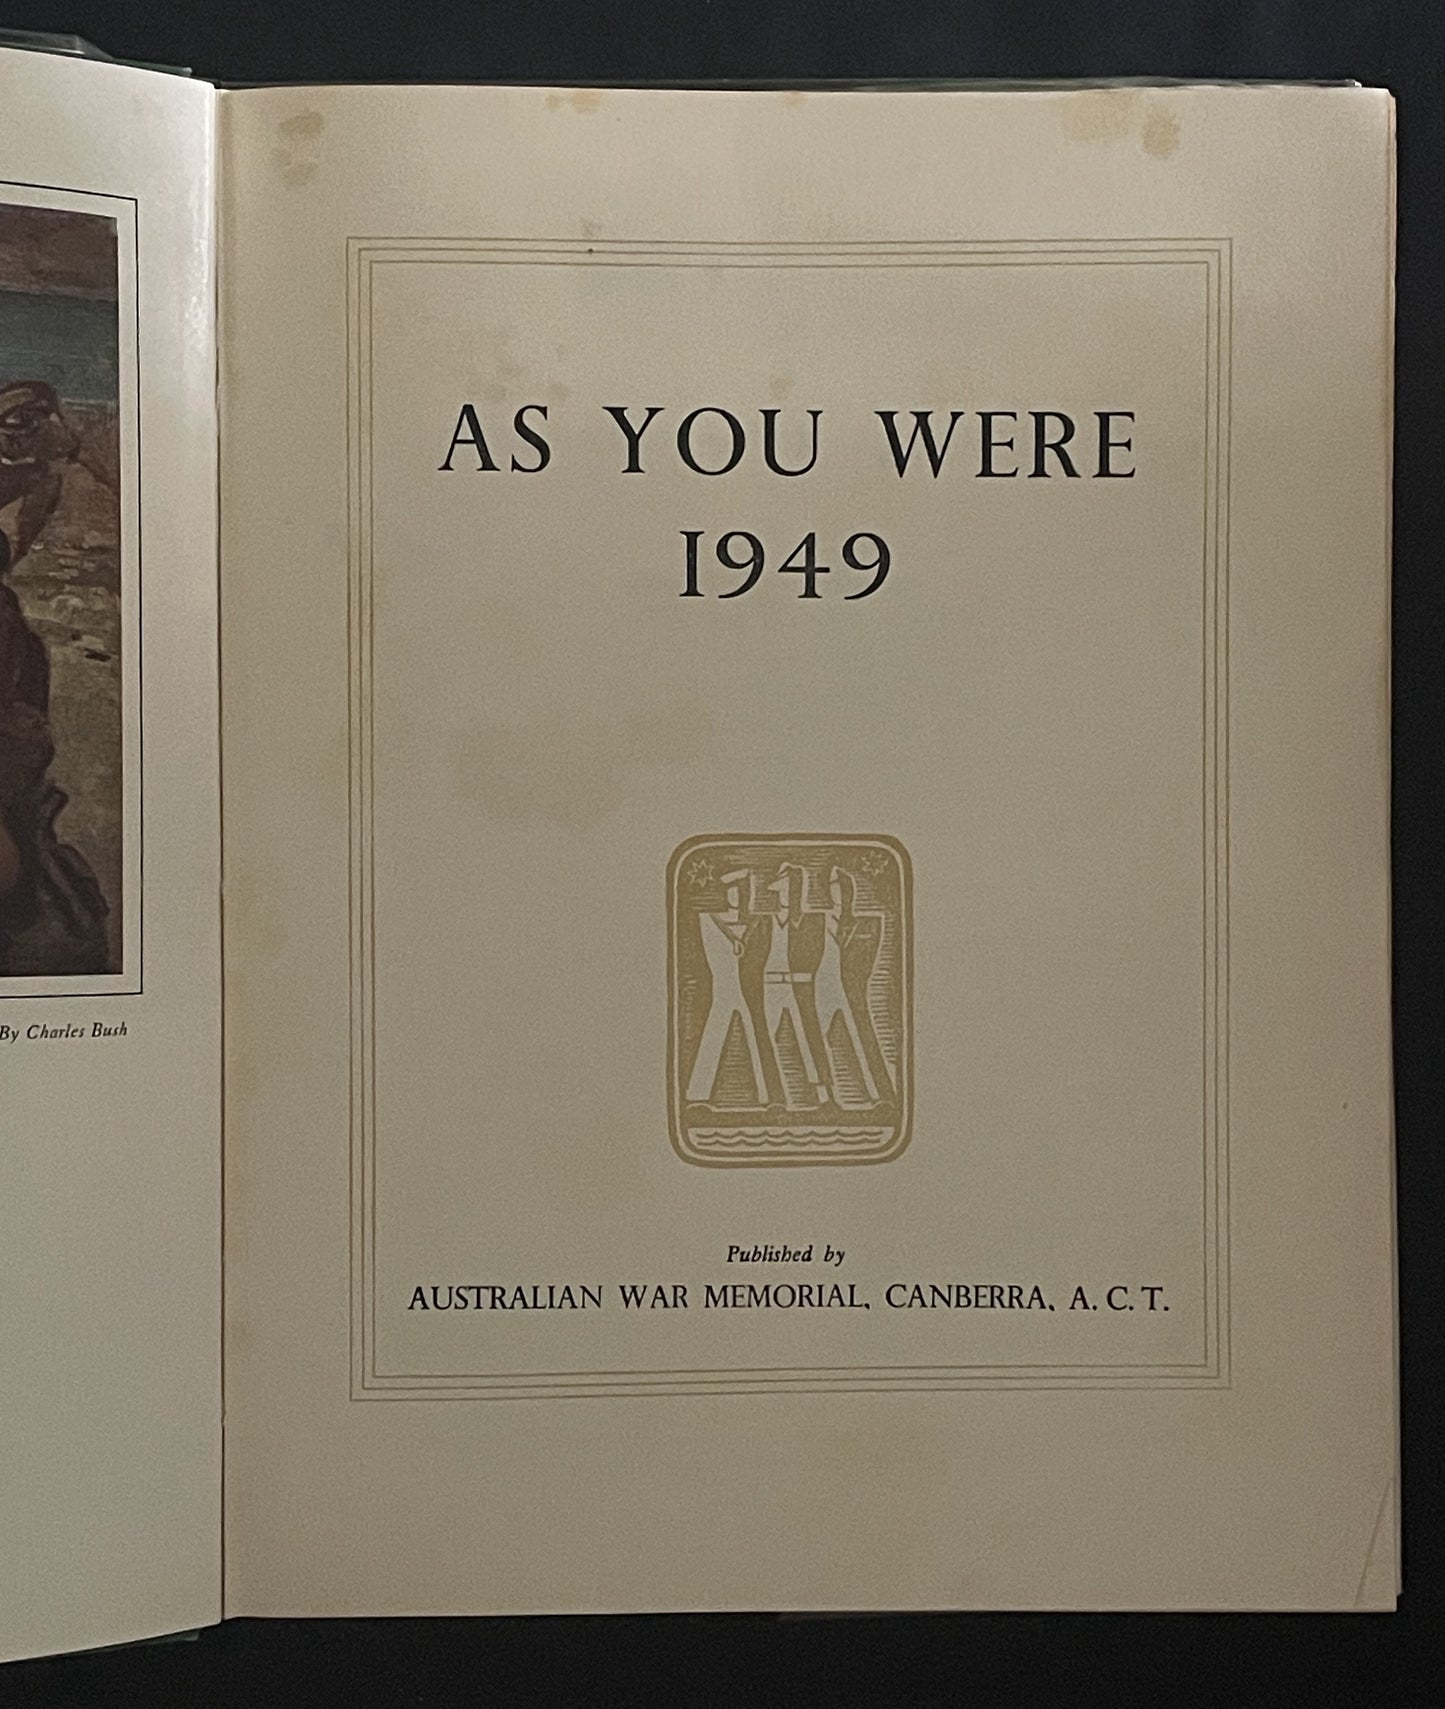 By Charles Bush
AS YOU WERE
1949
Published by
AUSTRALIAN WAR MEMORIAL, CANBERRA, A.C.T.